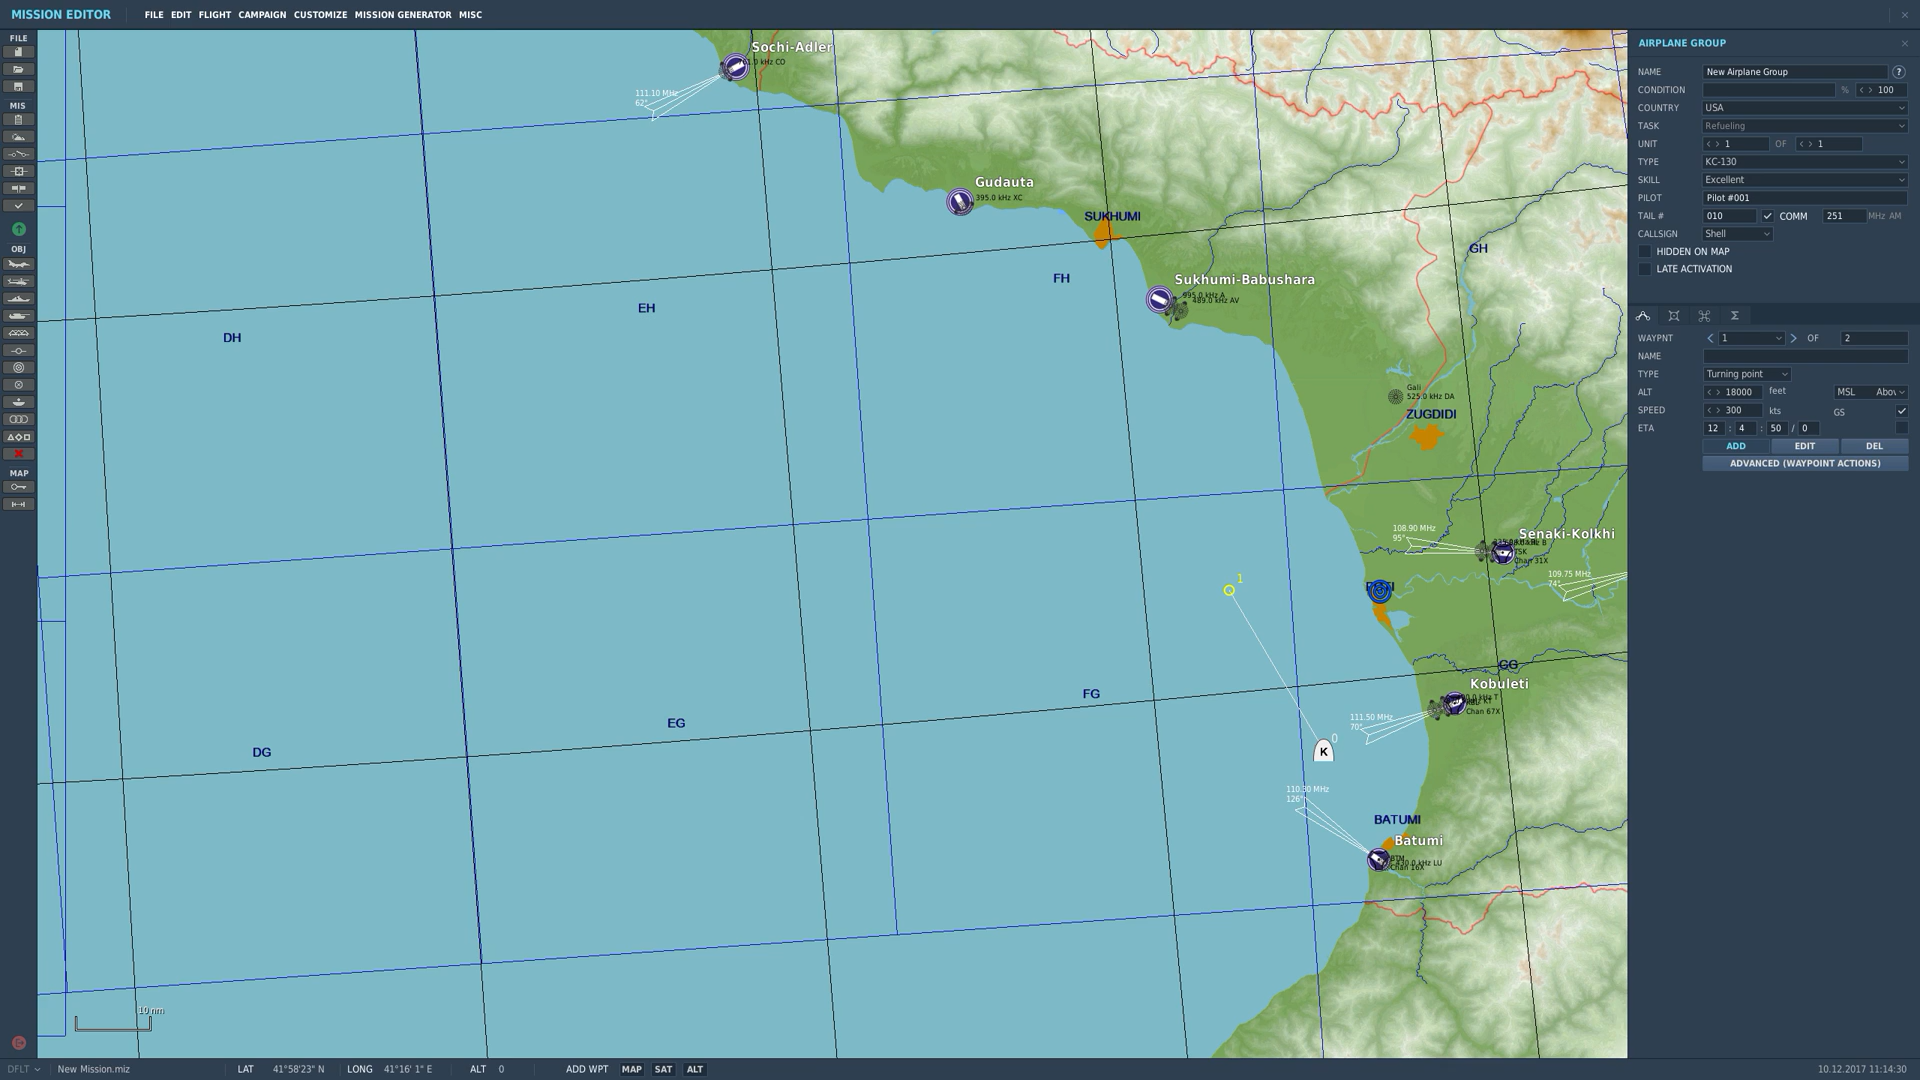 MISSION EDITOR
FILE EDIT FLIGHT CAMPAIGN CUSTOMIZE MISSION GENERATOR MISC
FILE
MIS
OBJ
MAP
Sochi-Adler
111.10 MHz
62°
Gudauta
395.0 kHz XC
SUKHUMI
Sukhumi-Babushara
489.0 kHz AV
DH
EH
FH
GH
Gali
525.0 kHz DA
ZUGDIDI
108.90 MHz
95°
Senaki-Kolkhi
TSK
Chan 31X
109.75 MHz
74°
1
GG
Kobuleti
Chan 67X
111.50 MHz
70°
DG
EG
FG
0
K
110.30 MHz
126°
BATUMI
Batumi
Chan 16X
10 nm
AIRPLANE GROUP
NAME New Airplane Group ?
CONDITION % < > 100
COUNTRY USA
TASK Refueling
UNIT < > 1 OF < > 1
TYPE KC-130
SKILL Excellent
PILOT Pilot #001
TAIL # 010 COMM 251 MHz AM
CALLSIGN Shell
HIDDEN ON MAP
LATE ACTIVATION
WAYPNT < 1 > OF 2
NAME
TYPE Turning point
ALT < > 18000 feet MSL Abov
SPEED < > 300 kts GS
ETA 12 : 4 : 50 / 0
ADD EDIT DEL
ADVANCED (WAYPOINT ACTIONS)
DFLT New Mission.miz LAT 41°58'23" N LONG 41°16' 1" E ALT 0 ADD WPT MAP SAT ALT 10.12.2017 11:14:30